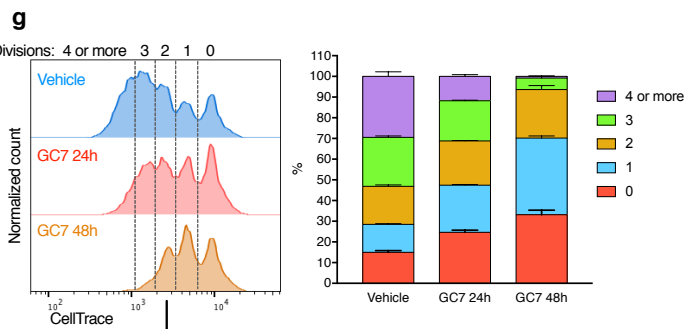 g
Divisions: 4 or more 3 2 1 0
Vehicle
GC7 24h
GC7 48h
Normalized count
10² 10³ 10⁴
CellTrace
110
100
90
80
70
60
50
40
30
20
10
0
%
Vehicle GC7 24h GC7 48h
4 or more
3
2
1
0